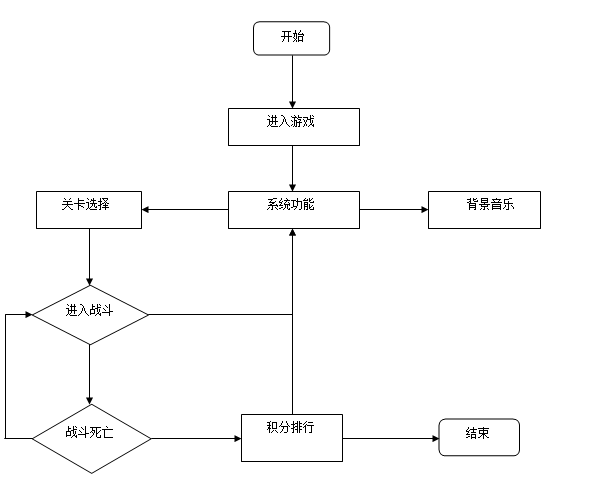 开始
进入游戏
关卡选择
系统功能
背景音乐
进入战斗
战斗死亡
积分排行
结束